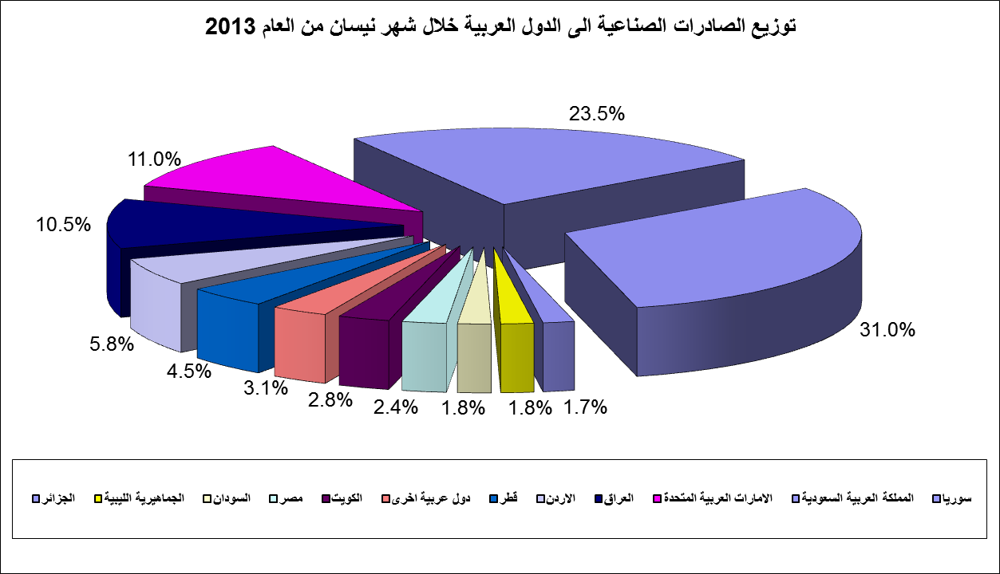 توزيع الصادرات الصناعية الى الدول العربية خلال شهر نيسان من العام 2013
23.5%
11.0%
10.5%
31.0%
5.8%
4.5%
3.1%
2.8%
2.4%
1.8%
1.8%
1.7%
سوريا
المملكة العربية السعودية
الامارات العربية المتحدة
العراق
الاردن
قطر
دول عربية اخرى
الكويت
مصر
السودان
الجماهيرية الليبية
الجزائر